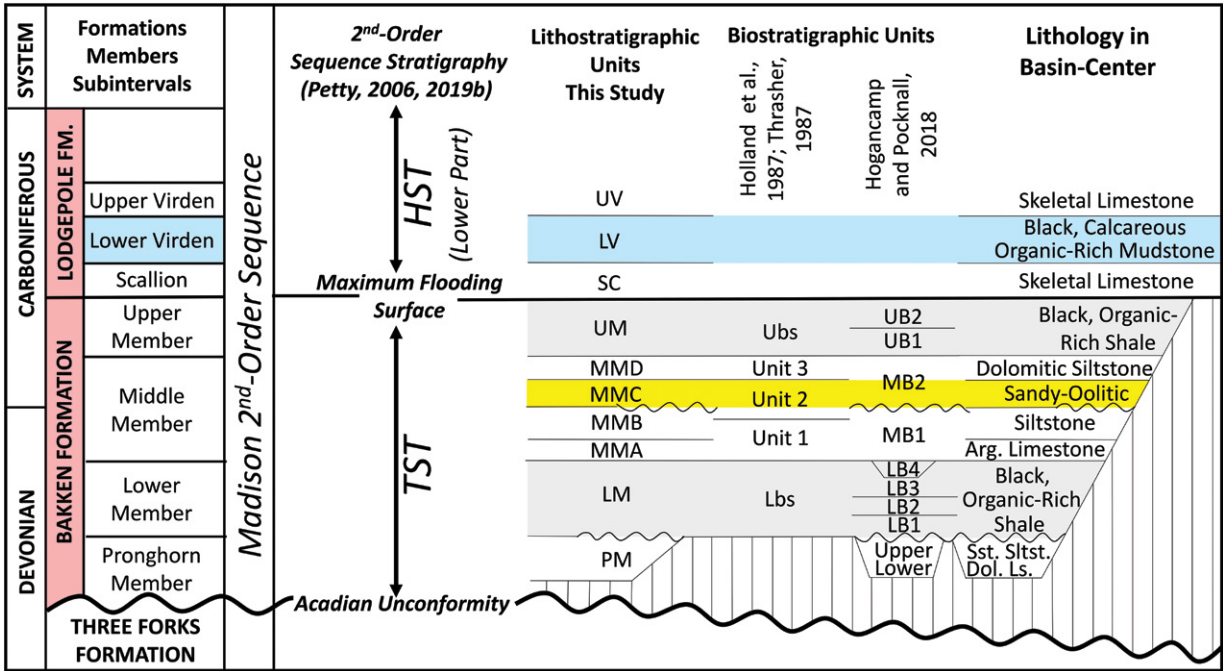 SYSTEM
Formations
Members
Subintervals
2nd-Order
Sequence Stratigraphy
(Petty, 2006, 2019b)
Lithostratigraphic
Units
This Study
Biostratigraphic Units
Holland et al.,
1987; Thrasher,
1987
Hogancamp
and Pocknall,
2018
Lithology in
Basin-Center
CARBONIFEROUS
DEVONIAN
LODGEPOLE FM.
BAKKEN FORMATION
Upper Virden
Lower Virden
Scallion
Upper
Member
Middle
Member
Lower
Member
Pronghorn
Member
THREE FORKS
FORMATION
Madison 2nd-Order Sequence
HST
(Lower Part)
Maximum Flooding
Surface
TST
Acadian Unconformity
UV
LV
SC
UM
MMD
MMC
MMB
MMA
LM
PM
Ubs
Unit 3
Unit 2
Unit 1
Lbs
UB2
UB1
MB2
MB1
LB4
LB3
LB2
LB1
Upper
Lower
Skeletal Limestone
Black, Calcareous
Organic-Rich Mudstone
Skeletal Limestone
Black, Organic-
Rich Shale
Dolomitic Siltstone
Sandy-Oolitic
Siltstone
Arg. Limestone
Black,
Organic-Rich
Shale
Sst. Sltst.
Dol. Ls.